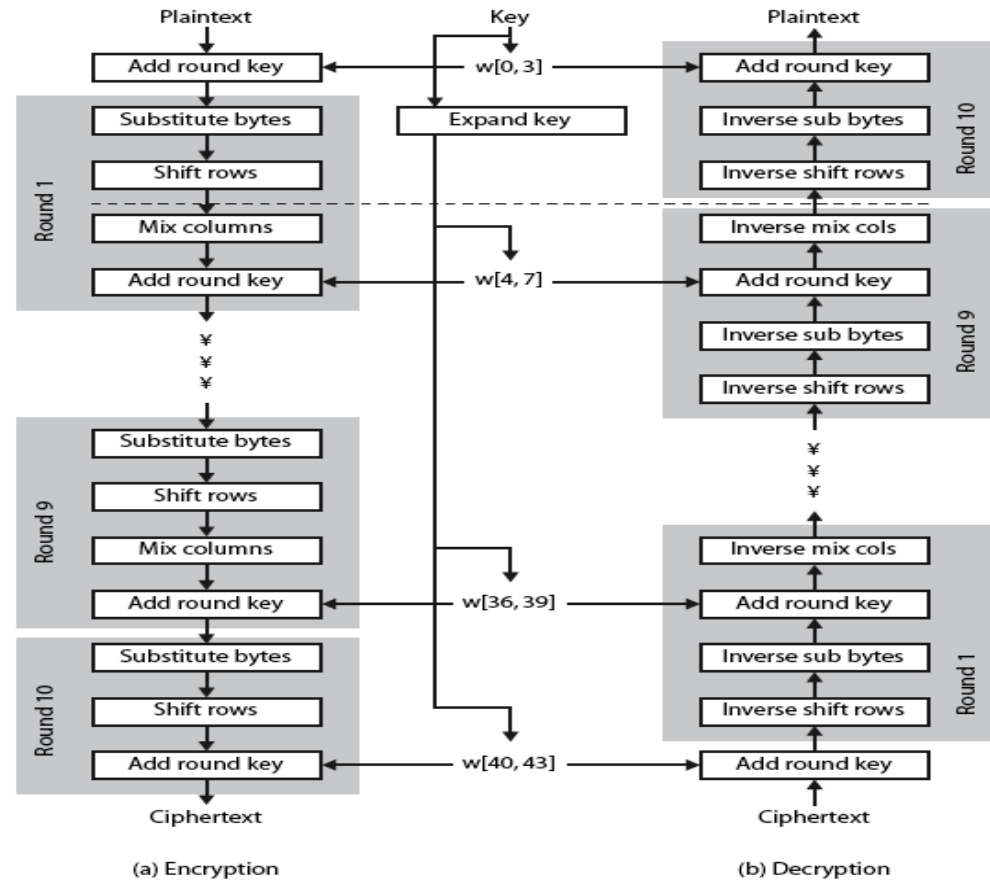 Plaintext
Key
Plaintext
Add round key
w[0, 3]
Add round key
Substitute bytes
Expand key
Inverse sub bytes
Round 10
Shift rows
Inverse shift rows
Round 1
Mix columns
Inverse mix cols
Add round key
w[4, 7]
Add round key
¥
¥
¥
Inverse sub bytes
Round 9
Inverse shift rows
Substitute bytes
¥
¥
¥
Shift rows
Round 9
Mix columns
Inverse mix cols
Add round key
w[36, 39]
Add round key
Substitute bytes
Inverse sub bytes
Round 1
Round 10
Shift rows
Inverse shift rows
Add round key
w[40, 43]
Add round key
Ciphertext
Ciphertext
(a) Encryption
(b) Decryption